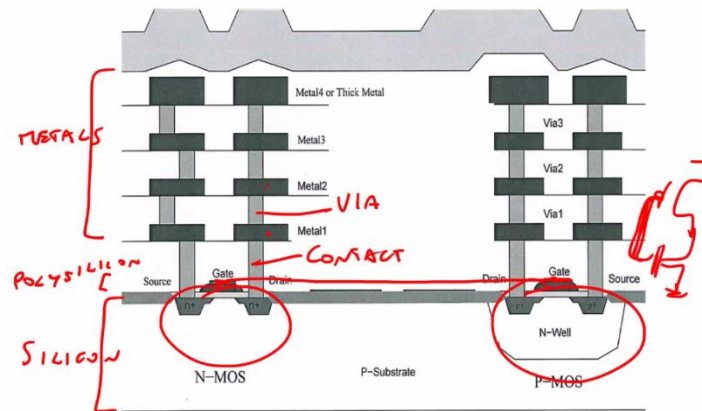 Metal4 or Thick Metal
METALS
Via3
Metal3
Via2
Metal2
VIA
Via1
Metal1
CONTACT
POLYSILICON
Source
Gate
Drain
Drain
Gate
Source
n+
n+
p+
p+
SILICON
N-Well
N-MOS
P-Substrate
P-MOS